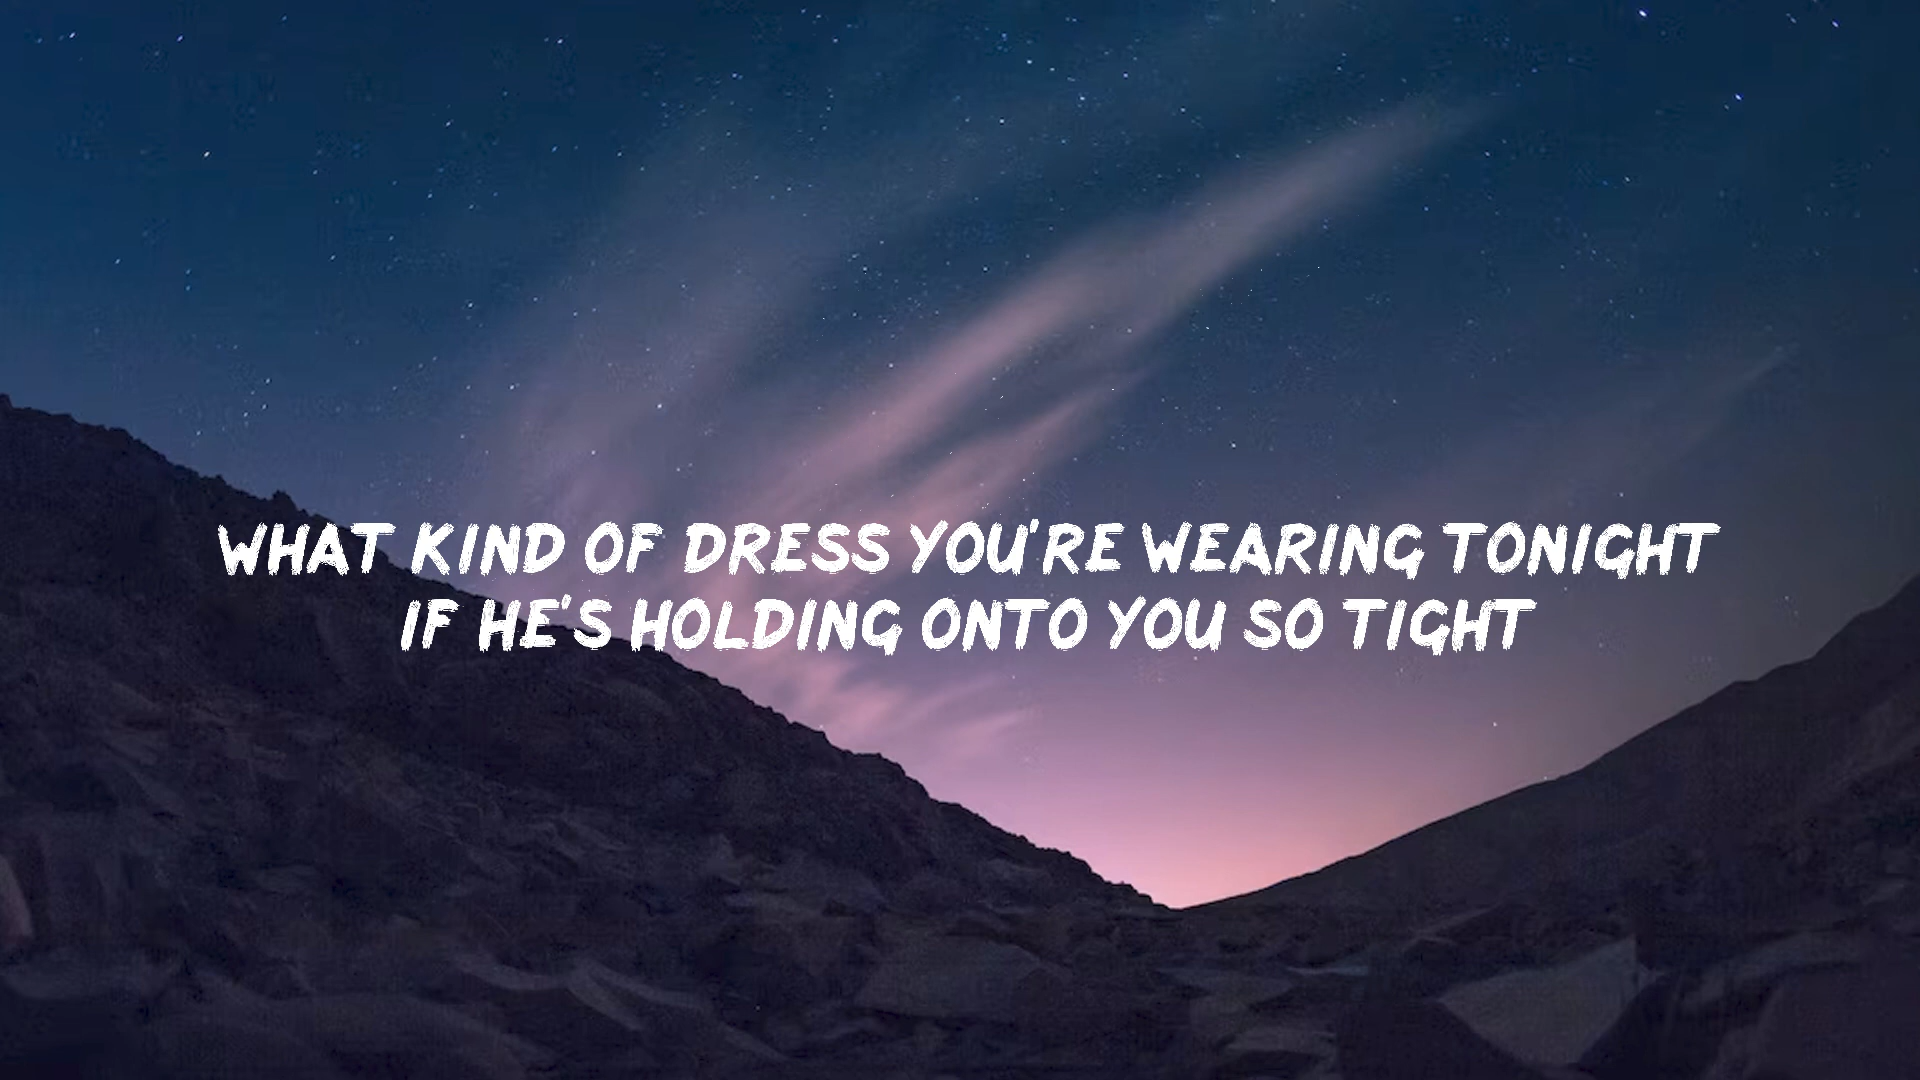 WHAT KIND OF DRESS YOU'RE WEARING TONIGHT
IF HE'S HOLDING ONTO YOU SO TIGHT